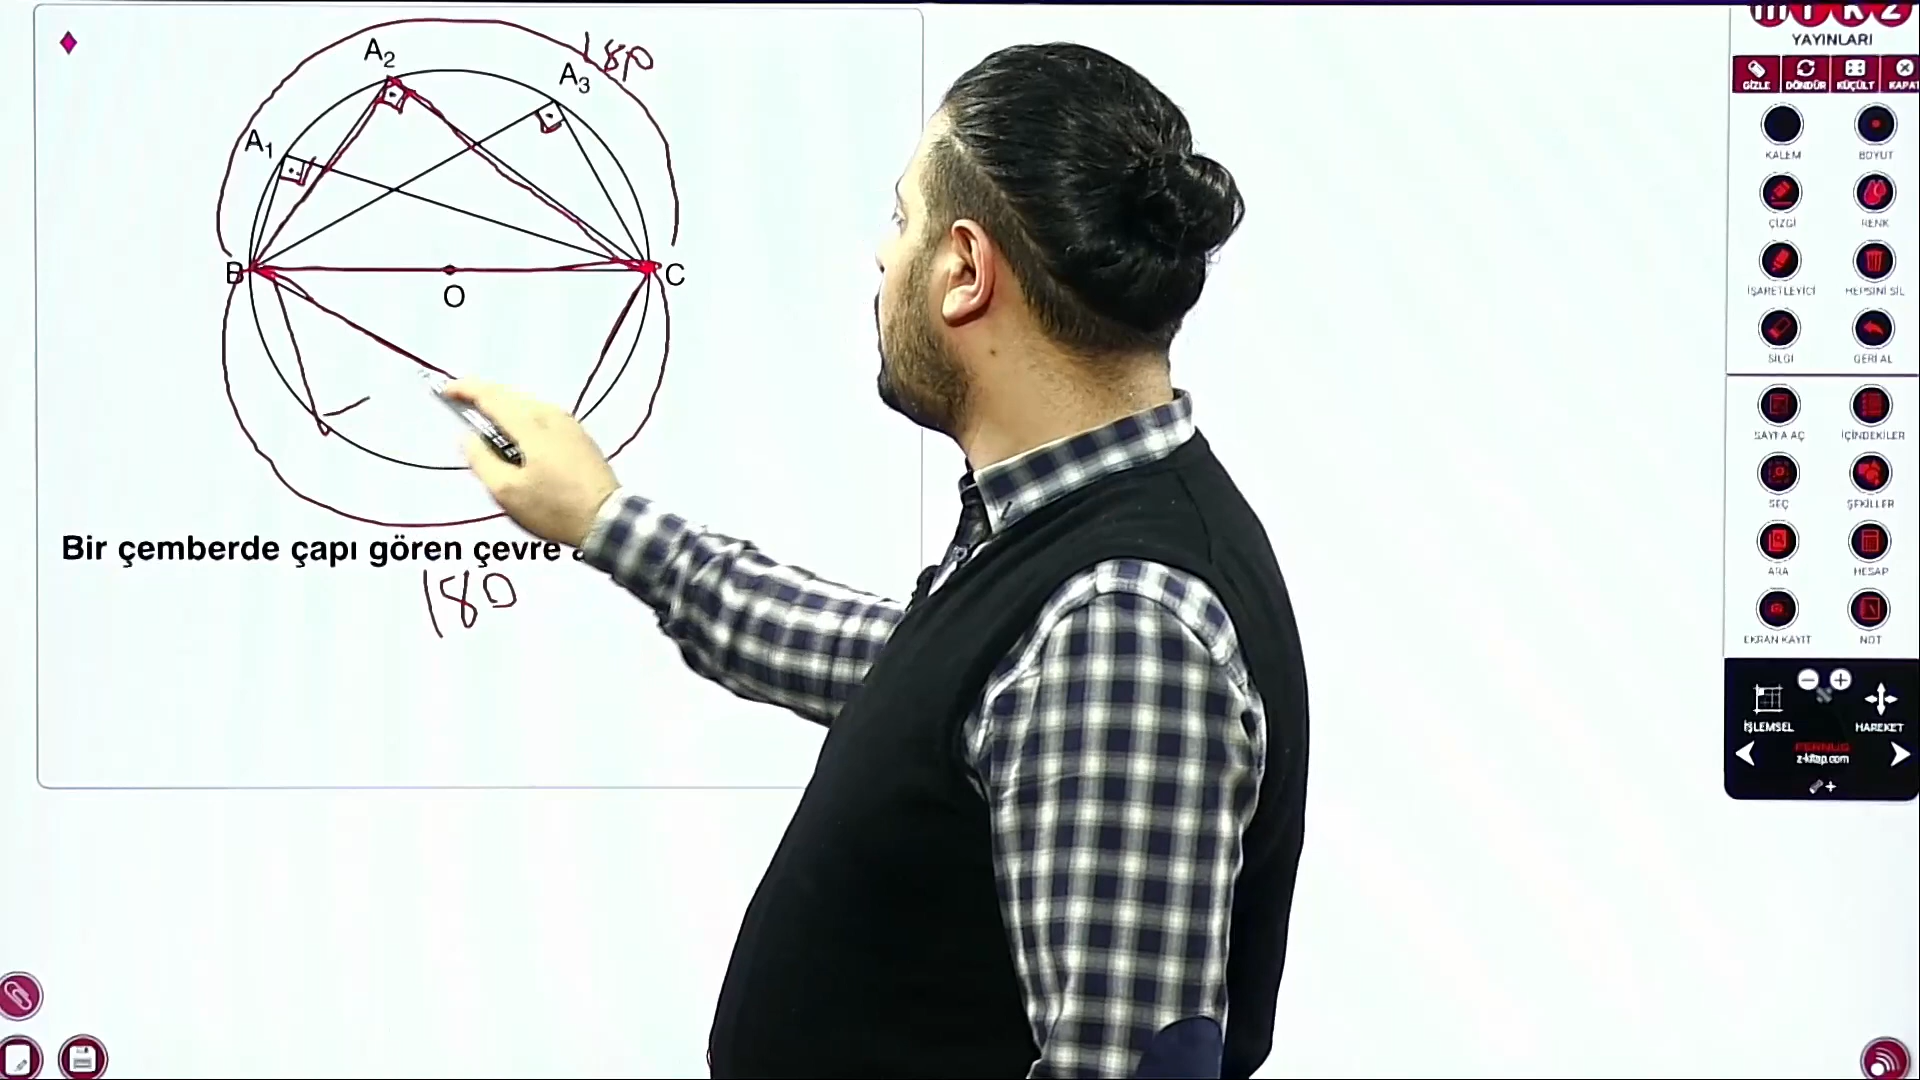 YAYINLARI
GİZLE DÖNDÜR KÜÇÜLT KAPAT
180
A2
A3
A1
B
O
C
Bir çemberde çapı gören çevre
180
KALEM BOYUT
ÇİZGİ RENK
İŞARETLEYİCİ HEPSİNİ SİL
SİLGİ GERİ AL
SAYFA AÇ İÇİNDEKİLER
SEÇ ŞEKİLLER
ARA HESAP
EKRAN KAYIT NOT
İŞLEMSEL HAREKET
FERNUS
z-kitap.com